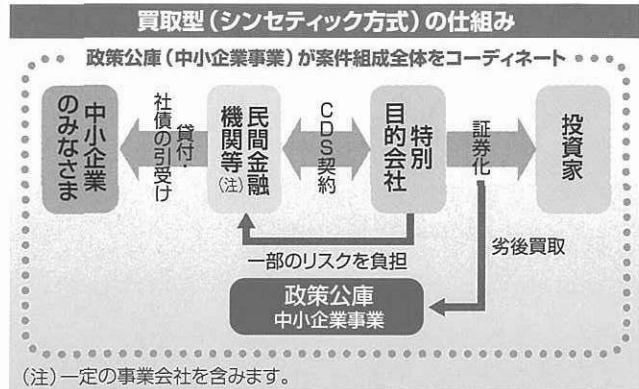 買取型（シンセティック方式）の仕組み
政策公庫（中小企業事業）が案件組成全体をコーディネート
中小企業
のみなさま
貸付・
社債の引受け
民間金融
機関等
（注）
CDS契約
特別
目的会社
証券化
投資家
一部のリスクを負担
劣後買取
政策公庫
中小企業事業
（注）一定の事業会社を含みます。